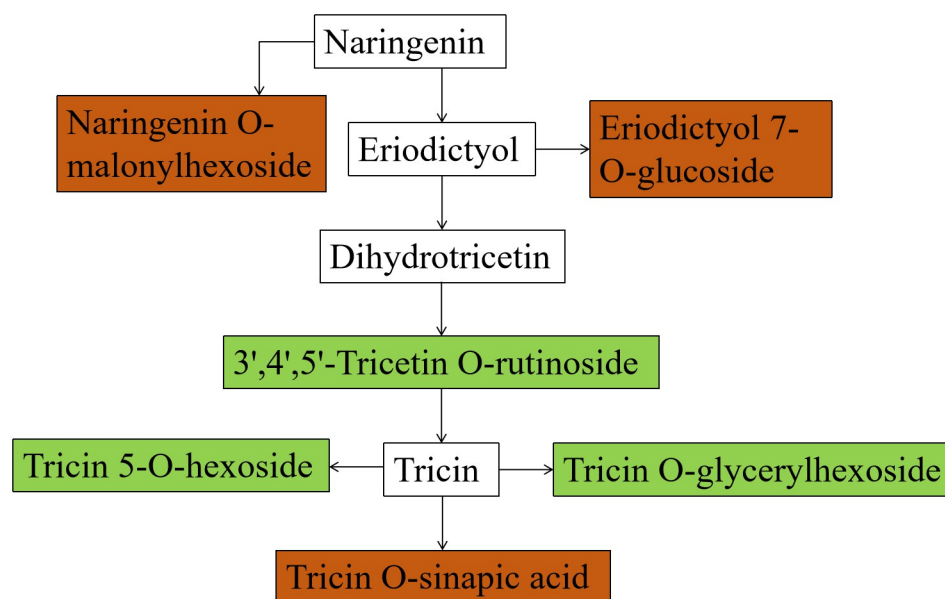 Naringenin
Naringenin O-
malonylhexoside
Eriodictyol
Eriodictyol 7-
O-glucoside
Dihydrotricetin
3',4',5'-Tricetin O-rutinoside
Tricin 5-O-hexoside
Tricin
Tricin O-glycerylhexoside
Tricin O-sinapic acid